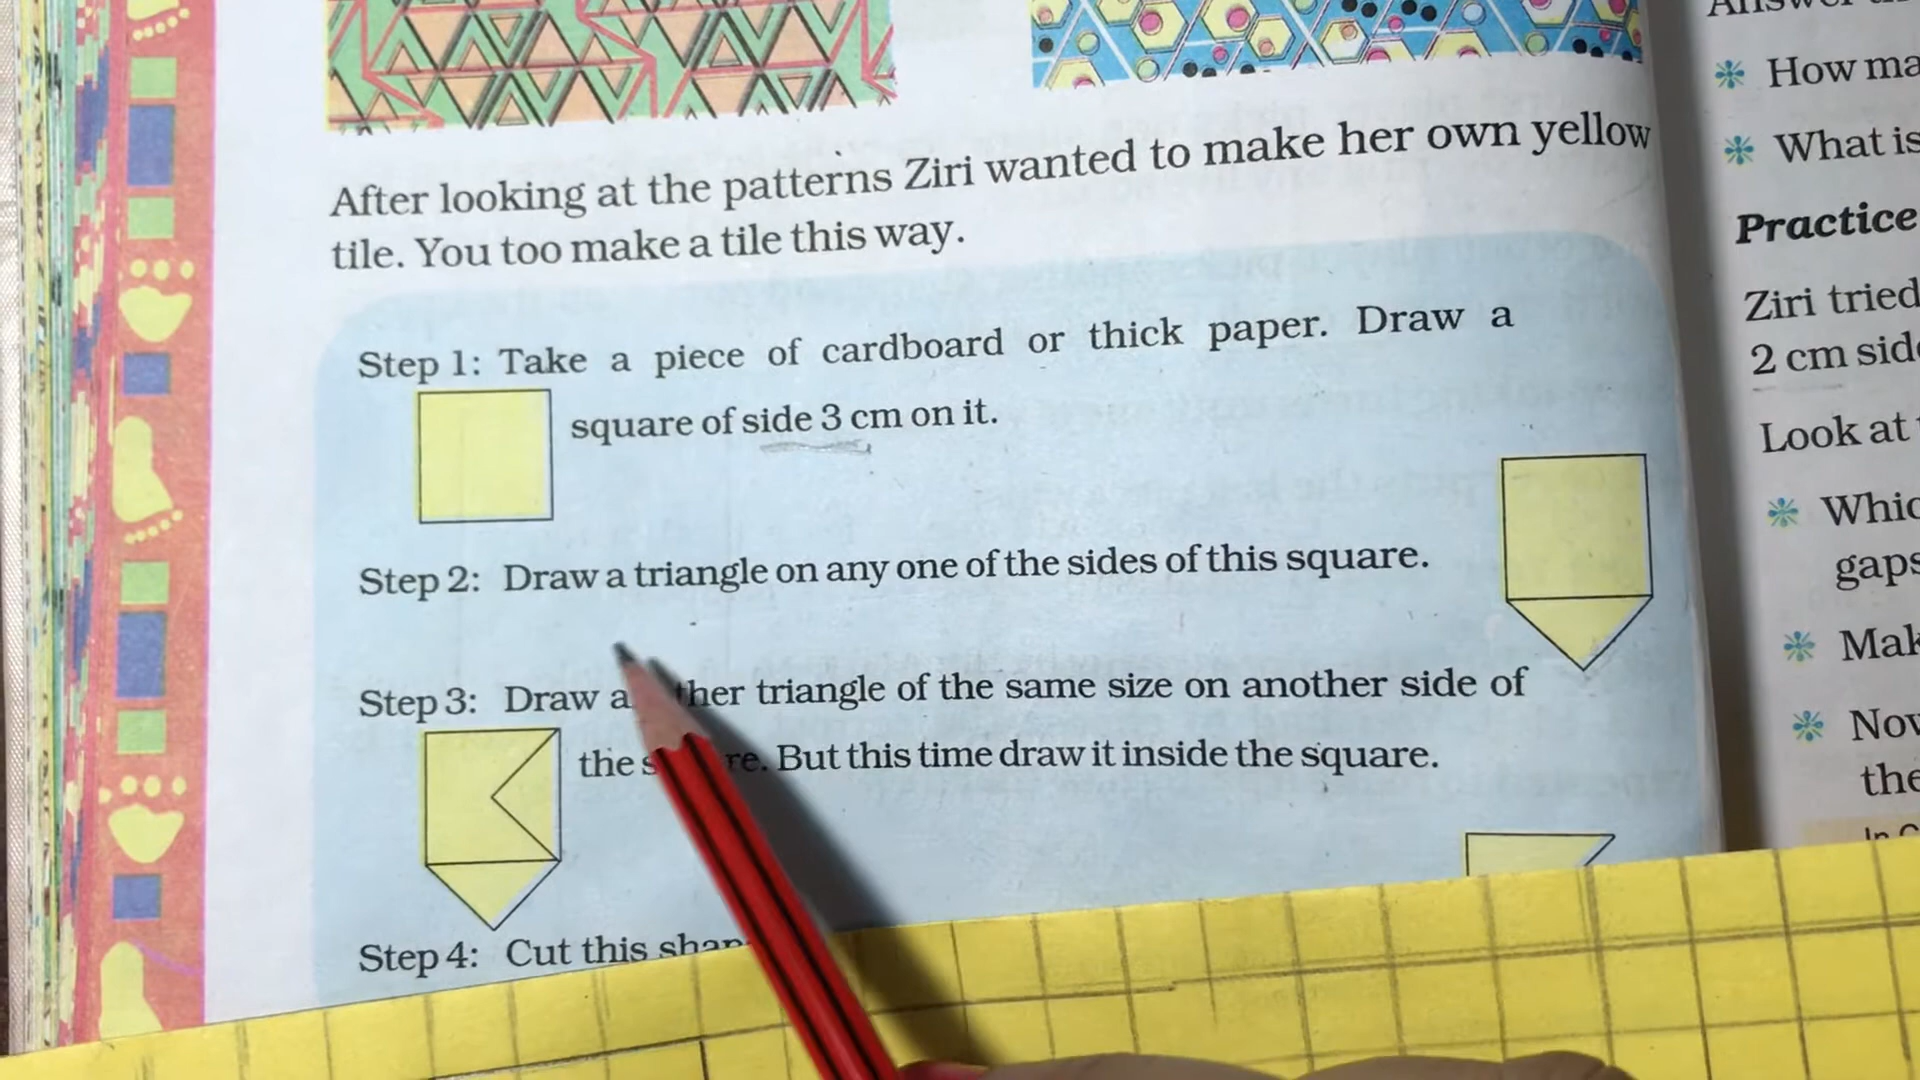 After looking at the patterns Ziri wanted to make her own yellow
tile. You too make a tile this way.
Step 1: Take a piece of cardboard or thick paper. Draw a
square of side 3 cm on it.
Step 2: Draw a triangle on any one of the sides of this square.
Step 3: Draw a ther triangle of the same size on another side of
the s re. But this time draw it inside the square.
Step 4: Cut this
How ma
What is
Practice
Ziri tried
2 cm side
Look at
Whic
gaps
Mak
Now
the
In